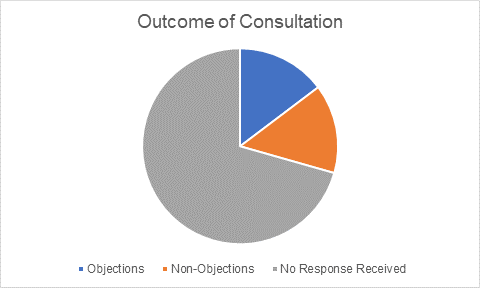 Outcome of Consultation
Objections Non-Objections No Response Received